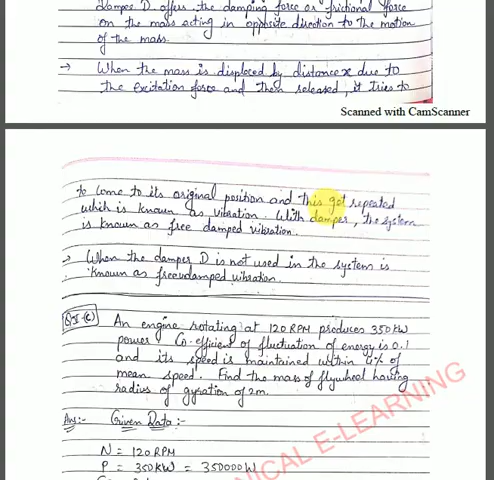 damper D. offers the damping force or frictional force
on the mass acting in opposite direction to the motion
of the mass.
→ When the mass is displaced by distance x due to
the excitation force and then released, it tries to
Scanned with CamScanner
to come to its original position and this got repeated
which is known as vibration. With damper, the system
is known as free damped vibration.
→ When the damper D is not used in the system is
known as free undamped vibration.
Q.1-(c) An engine rotating at 120 RPM produces 350 kW
power. Co-efficient of fluctuation of energy is 0.1
and its speed is maintained within 4% of
mean speed. Find the mass of flywheel having
radius of gyration of 2m.
Ans:- Given Data :-
N = 120 RPM
P = 350 kW = 350000 W
NICAL E-LEARNING